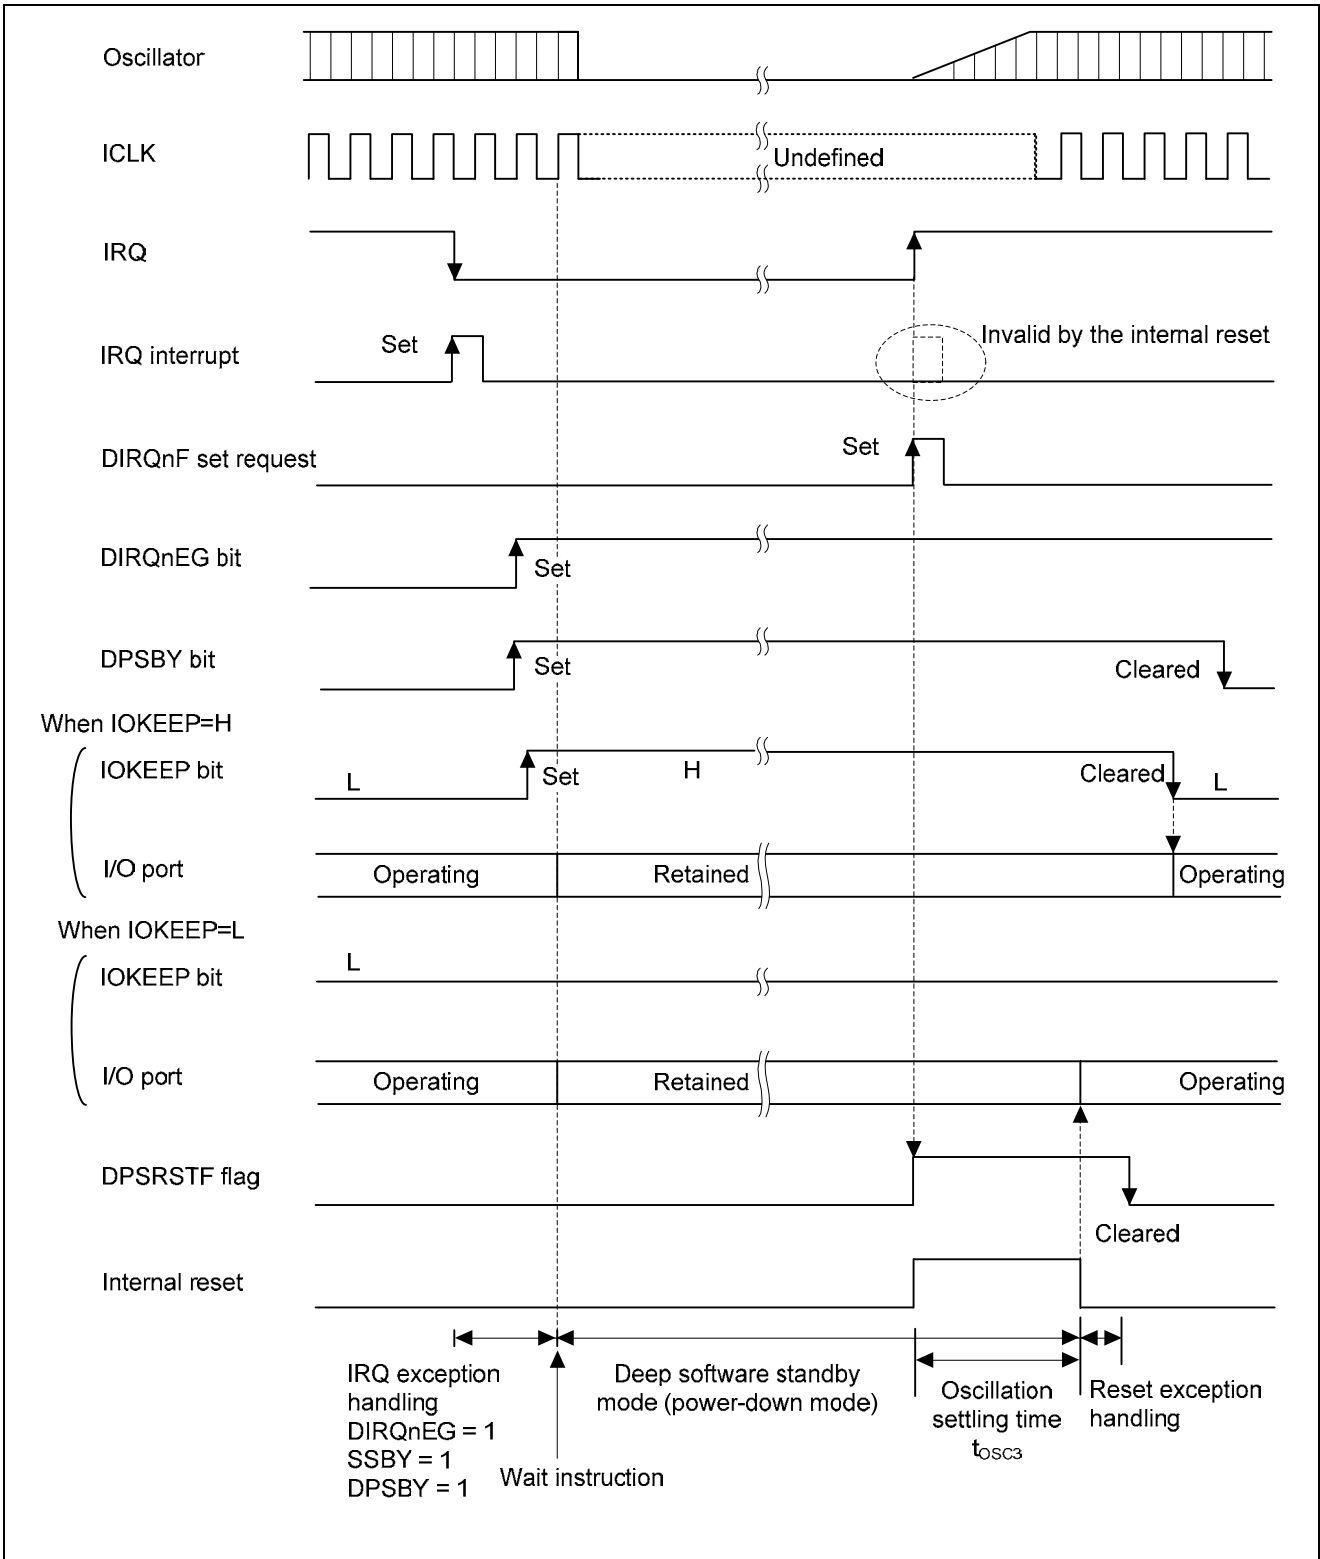 Oscillator
ICLK
Undefined
IRQ
IRQ interrupt
Set
Invalid by the internal reset
DIRQnF set request
Set
DIRQnEG bit
Set
DPSBY bit
Set
Cleared
When IOKEEP=H
IOKEEP bit
L
Set
H
Cleared
L
I/O port
Operating
Retained
Operating
When IOKEEP=L
IOKEEP bit
L
I/O port
Operating
Retained
Operating
DPSRSTF flag
Cleared
Internal reset
IRQ exception
handling
DIRQnEG = 1
SSBY = 1
DPSBY = 1
Wait instruction
Deep software standby
mode (power-down mode)
Oscillation
settling time
tOSC3
Reset exception
handling